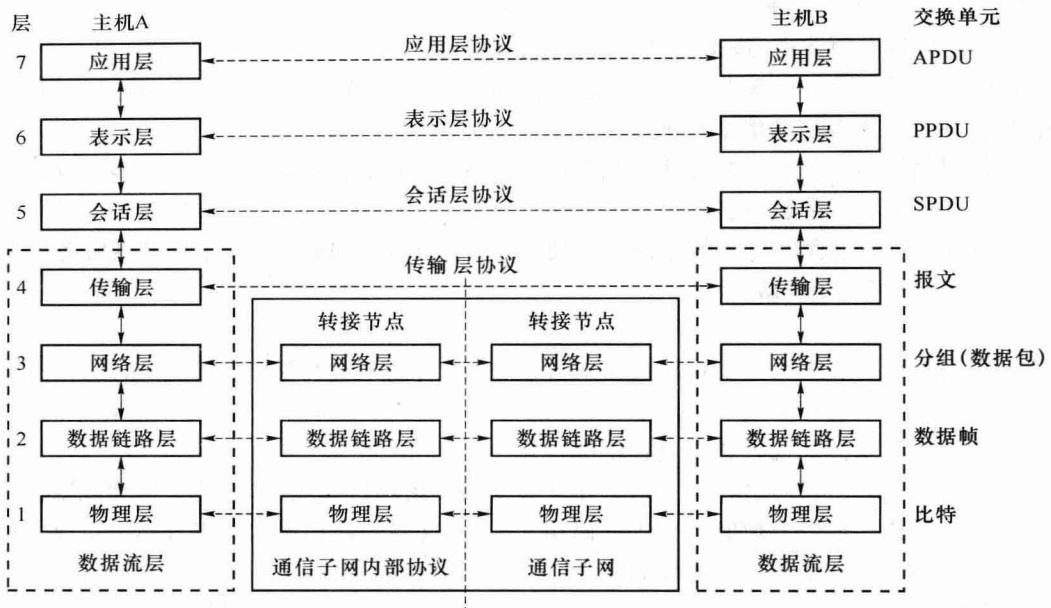 层 主机A 主机B 交换单元
应用层协议
7 应用层 应用层 APDU
表示层协议
6 表示层 表示层 PPDU
会话层协议
5 会话层 会话层 SPDU
传输层协议
4 传输层 传输层 报文
转接节点 转接节点
3 网络层 网络层 网络层 网络层 分组(数据包)
2 数据链路层 数据链路层 数据链路层 数据链路层 数据帧
1 物理层 物理层 物理层 物理层 比特
数据流层 通信子网内部协议 通信子网 数据流层